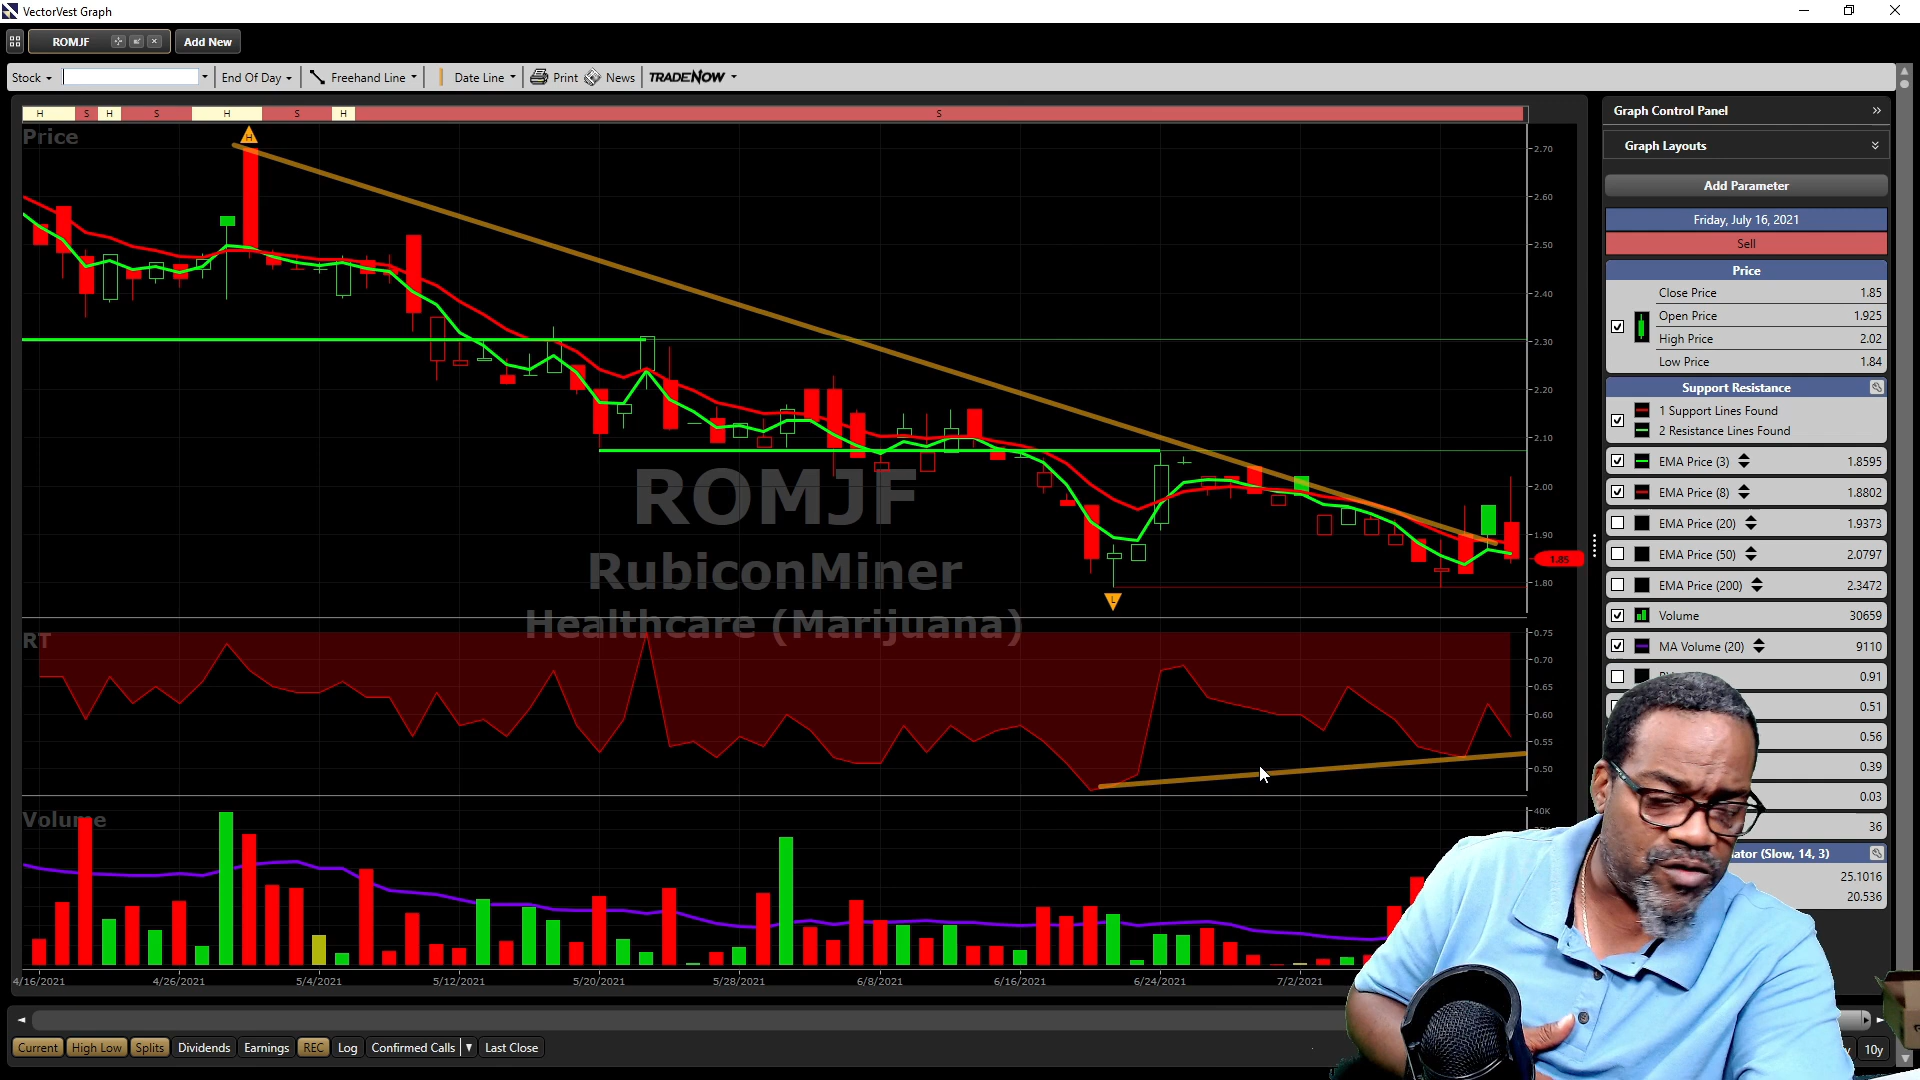 VectorVest Graph
ROMJF
Add New
Stock End Of Day Freehand Line Date Line Print News TRADENOW
H S H S H S H S
Price
H
2.70
2.60
2.50
2.40
2.30
2.20
2.10
2.00
1.90
1.85
1.80
L
ROMJF
RubiconMiner
Healthcare (Marijuana)
RT
0.75
0.70
0.65
0.60
0.55
0.50
Volume
40K
4/16/2021 4/26/2021 5/4/2021 5/12/2021 5/20/2021 5/28/2021 6/8/2021 6/16/2021 6/24/2021 7/2/2021
Current High Low Splits Dividends Earnings REC Log Confirmed Calls Last Close
10y
Graph Control Panel
Graph Layouts
Add Parameter
Friday, July 16, 2021
Sell
Price
Close Price 1.85
Open Price 1.925
High Price 2.02
Low Price 1.84
Support Resistance
1 Support Lines Found
2 Resistance Lines Found
EMA Price (3) 1.8595
EMA Price (8) 1.8802
EMA Price (20) 1.9373
EMA Price (50) 2.0797
EMA Price (200) 2.3472
Volume 30659
MA Volume (20) 9110
0.91
0.51
0.56
0.39
0.03
36
(Slow, 14, 3)
25.1016
20.536